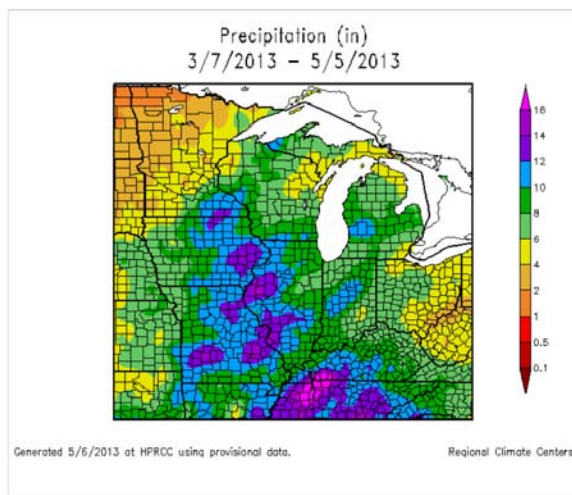 Precipitation (in)
3/7/2013 – 5/5/2013
16
14
12
10
8
6
4
2
1
0.5
0.1
Generated 5/6/2013 at HPRCC using provisional data.
Regional Climate Centers